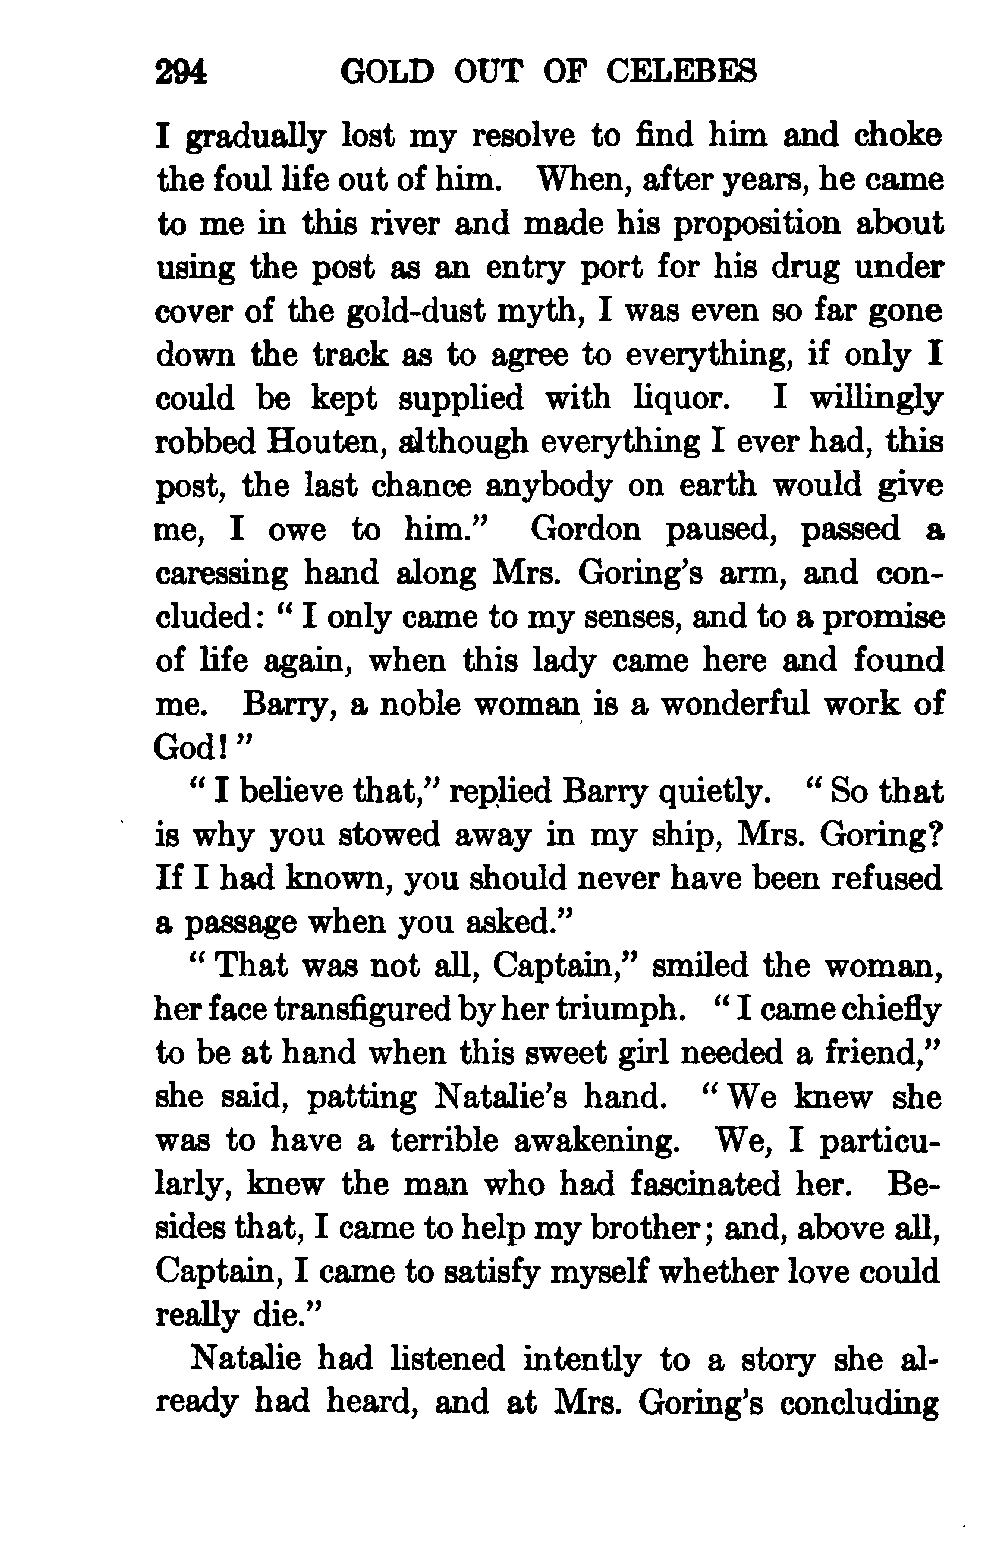 294 GOLD OUT OF CELEBES
I gradually lost my resolve to find him and choke
the foul life out of him. When, after years, he came
to me in this river and made his proposition about
using the post as an entry port for his drug under
cover of the gold-dust myth, I was even so far gone
down the track as to agree to everything, if only I
could be kept supplied with liquor. I willingly
robbed Houten, although everything I ever had, this
post, the last chance anybody on earth would give
me, I owe to him.” Gordon paused, passed a
caressing hand along Mrs. Goring’s arm, and con-
cluded: “ I only came to my senses, and to a promise
of life again, when this lady came here and found
me. Barry, a noble woman is a wonderful work of
God! ”
“ I believe that,” replied Barry quietly. “ So that
is why you stowed away in my ship, Mrs. Goring?
If I had known, you should never have been refused
a passage when you asked.”
“ That was not all, Captain,” smiled the woman,
her face transfigured by her triumph. “ I came chiefly
to be at hand when this sweet girl needed a friend,”
she said, patting Natalie’s hand. “ We knew she
was to have a terrible awakening. We, I particu-
larly, knew the man who had fascinated her. Be-
sides that, I came to help my brother; and, above all,
Captain, I came to satisfy myself whether love could
really die.”
Natalie had listened intently to a story she al-
ready had heard, and at Mrs. Goring’s concluding